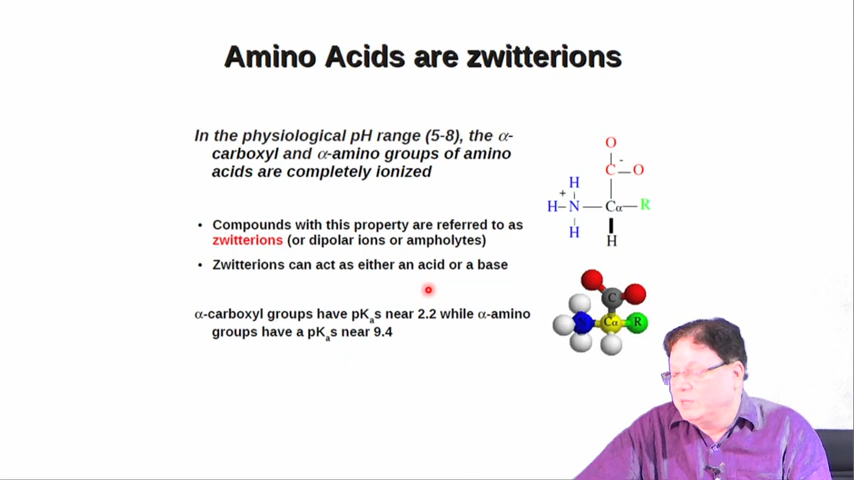 Amino Acids are zwitterions
In the physiological pH range (5-8), the α-
carboxyl and α-amino groups of amino
acids are completely ionized
• Compounds with this property are referred to as
zwitterions (or dipolar ions or ampholytes)
• Zwitterions can act as either an acid or a base
α-carboxyl groups have pKas near 2.2 while α-amino
groups have a pKas near 9.4
O
-
C—O
H
+
H–N—Cα—R
H
H
C
N Cα R